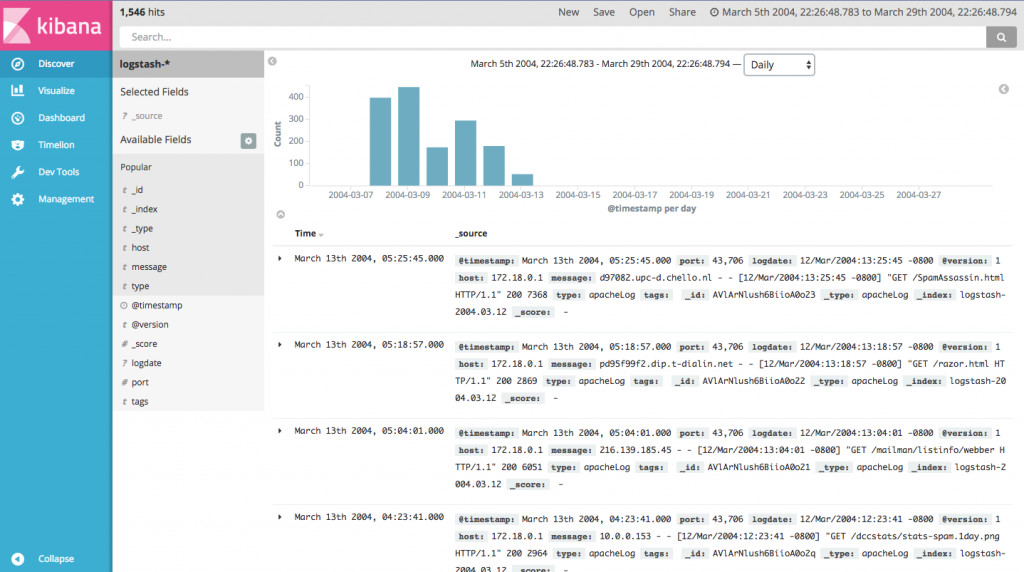 kibana
Discover
Visualize
Dashboard
Timelion
Dev Tools
Management
Collapse
1,546 hits
New Save Open Share March 5th 2004, 22:26:48.783 to March 29th 2004, 22:26:48.794
Search...
logstash-*
Selected Fields
? _source
Available Fields
Popular
t _id
t _index
t _type
t host
t message
t type
@timestamp
t @version
# _score
? logdate
# port
t tags
March 5th 2004, 22:26:48.783 - March 29th 2004, 22:26:48.794 — Daily
Count
400
300
200
100
0
2004-03-07 2004-03-09 2004-03-11 2004-03-13 2004-03-15 2004-03-17 2004-03-19 2004-03-21 2004-03-23 2004-03-25 2004-03-27
@timestamp per day
Time _source
March 13th 2004, 05:25:45.000
@timestamp: March 13th 2004, 05:25:45.000 port: 43,706 logdate: 12/Mar/2004:13:25:45 -0800 @version: 1
host: 172.18.0.1 message: d97082.upc-d.chello.nl - - [12/Mar/2004:13:25:45 -0800] "GET /SpamAssassin.html
HTTP/1.1" 200 7368 type: apacheLog tags: _id: AVlArNlush6BiioA0o23 _type: apacheLog _index: logstash-
2004.03.12 _score: -
March 13th 2004, 05:18:57.000
@timestamp: March 13th 2004, 05:18:57.000 port: 43,706 logdate: 12/Mar/2004:13:18:57 -0800 @version: 1
host: 172.18.0.1 message: pd95f99f2.dip.t-dialin.net - - [12/Mar/2004:13:18:57 -0800] "GET /razor.html HT
TP/1.1" 200 2869 type: apacheLog tags: _id: AVlArNlush6BiioA0o22 _type: apacheLog _index: logstash-20
04.03.12 _score: -
March 13th 2004, 05:04:01.000
@timestamp: March 13th 2004, 05:04:01.000 port: 43,706 logdate: 12/Mar/2004:13:04:01 -0800 @version: 1
host: 172.18.0.1 message: 216.139.185.45 - - [12/Mar/2004:13:04:01 -0800] "GET /mailman/listinfo/webber H
TTP/1.1" 200 6051 type: apacheLog tags: _id: AVlArNlush6BiioA0o21 _type: apacheLog _index: logstash-2
004.03.12 _score: -
March 13th 2004, 04:23:41.000
@timestamp: March 13th 2004, 04:23:41.000 port: 43,706 logdate: 12/Mar/2004:12:23:41 -0800 @version: 1
host: 172.18.0.1 message: 10.0.0.153 - - [12/Mar/2004:12:23:41 -0800] "GET /dccstats/stats-spam.1day.png
HTTP/1.1" 200 2964 type: apacheLog tags: _id: AVlArNlush6BiioA0o2q _type: apacheLog _index: logstash-
2004.03.12 _score: -